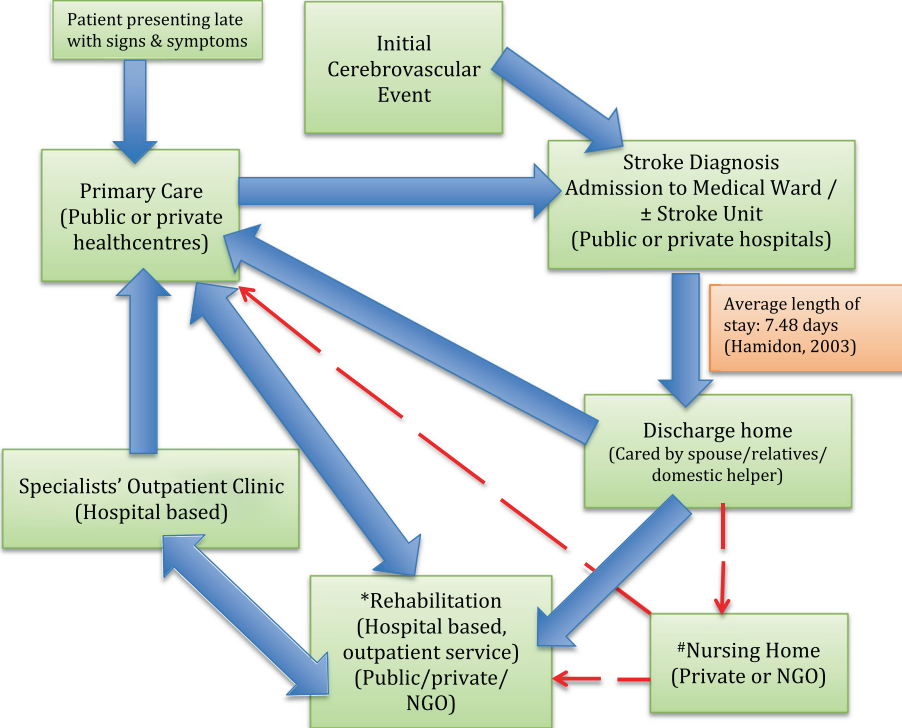 Patient presenting late
with signs & symptoms
Initial
Cerebrovascular
Event
Primary Care
(Public or private
healthcentres)
Stroke Diagnosis
Admission to Medical Ward /
± Stroke Unit
(Public or private hospitals)
Average length of
stay: 7.48 days
(Hamidon, 2003)
Discharge home
(Cared by spouse/relatives/
domestic helper)
Specialists’ Outpatient Clinic
(Hospital based)
*Rehabilitation
(Hospital based,
outpatient service)
(Public/private/
NGO)
#Nursing Home
(Private or NGO)